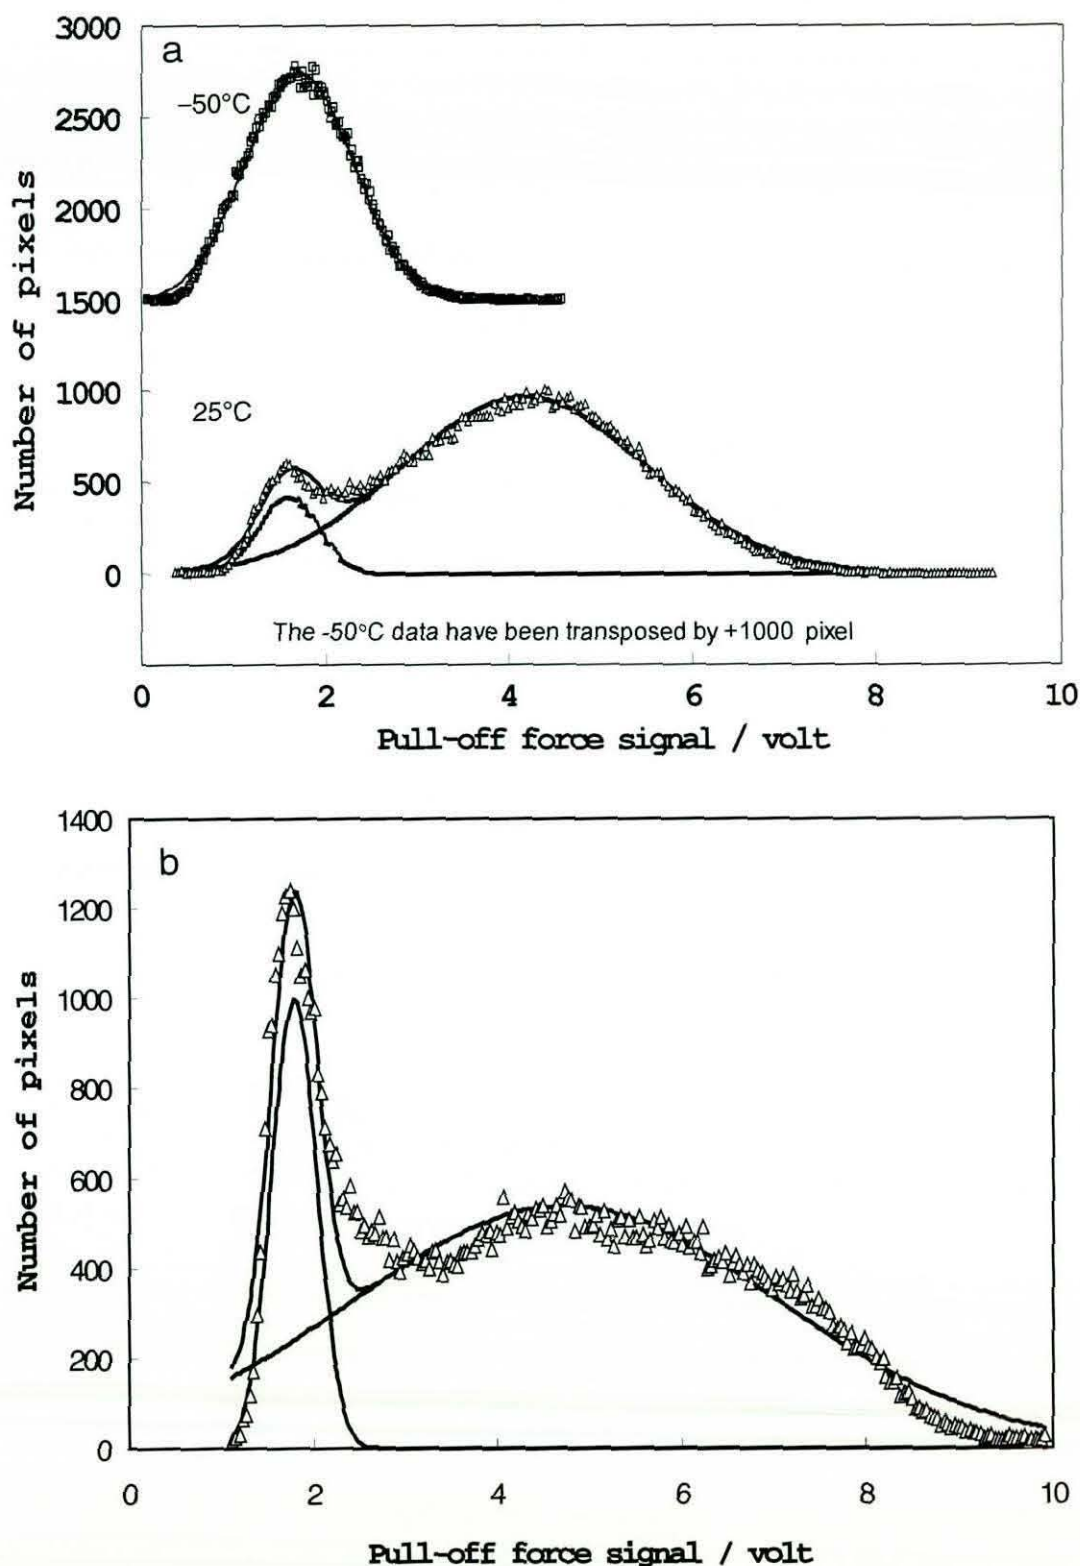 a
3000
2500
2000
1500
1000
500
0
Number of pixels
-50°C
25°C
The -50°C data have been transposed by +1000 pixel
0 2 4 6 8 10
Pull-off force signal / volt
b
1400
1200
1000
800
600
400
200
0
Number of pixels
0 2 4 6 8 10
Pull-off force signal / volt